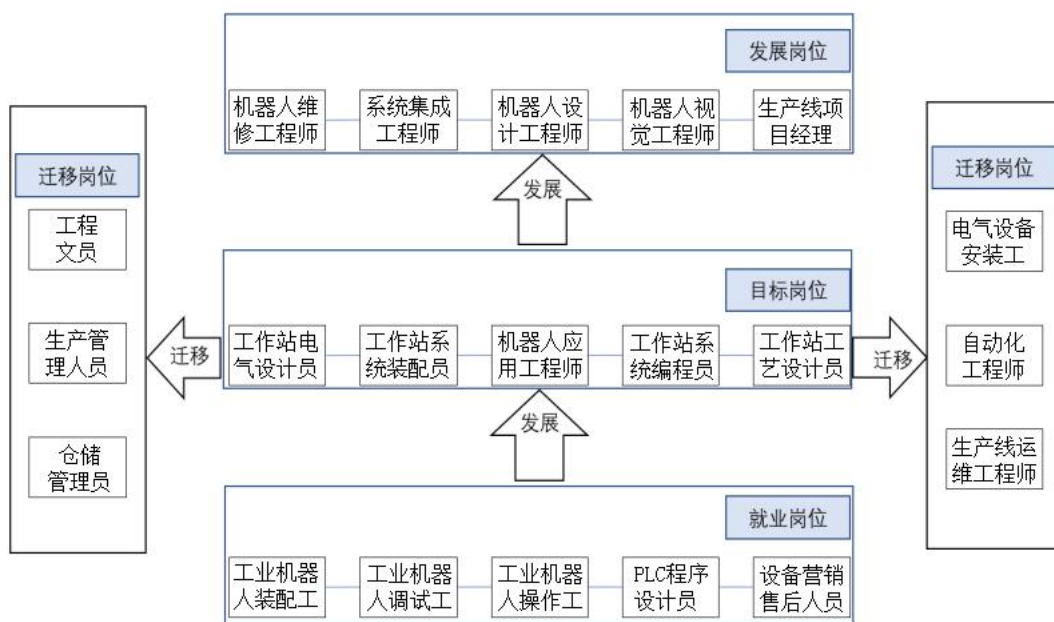 发展岗位
机器人维
修工程师
系统集成
工程师
机器人设
计工程师
机器人视
觉工程师
生产线项
目经理
发展
迁移岗位
工程
文员
生产管
理人员
仓储
管理员
迁移
目标岗位
工作站电
气设计员
工作站系
统装配员
机器人应
用工程师
工作站系
统编程员
工作站工
艺设计员
迁移
迁移岗位
电气设备
安装工
自动化
工程师
生产线运
维工程师
发展
就业岗位
工业机器
人装配工
工业机器
人调试工
工业机器
人操作工
PLC程序
设计员
设备营销
售后人员